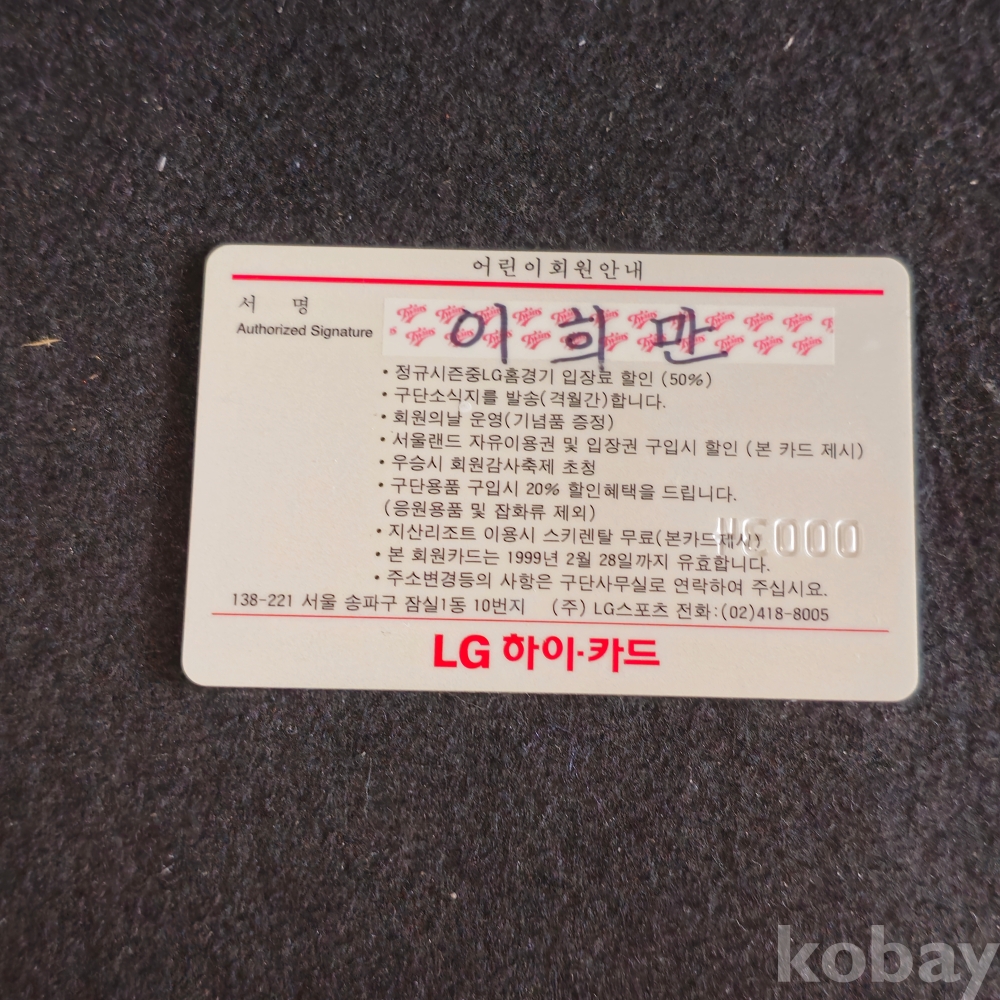 어린이회원안내
서 명
Authorized Signature
이희만
• 정규시즌중LG홈경기 입장료 할인 (50%)
• 구단소식지를 발송(격월간)합니다.
• 회원의날 운영(기념품 증정)
• 서울랜드 자유이용권 및 입장권 구입시 할인 (본 카드 제시)
• 우승시 회원감사축제 초청
• 구단용품 구입시 20% 할인혜택을 드립니다.
(응원용품 및 잡화류 제외)
• 지산리조트 이용시 스키렌탈 무료(본카드제시)
• 본 회원카드는 1999년 2월 28일까지 유효합니다.
• 주소변경등의 사항은 구단사무실로 연락하여 주십시요.
138-221 서울 송파구 잠실1동 10번지 (주) LG스포츠 전화:(02)418-8005
LG 하이·카드
kobay